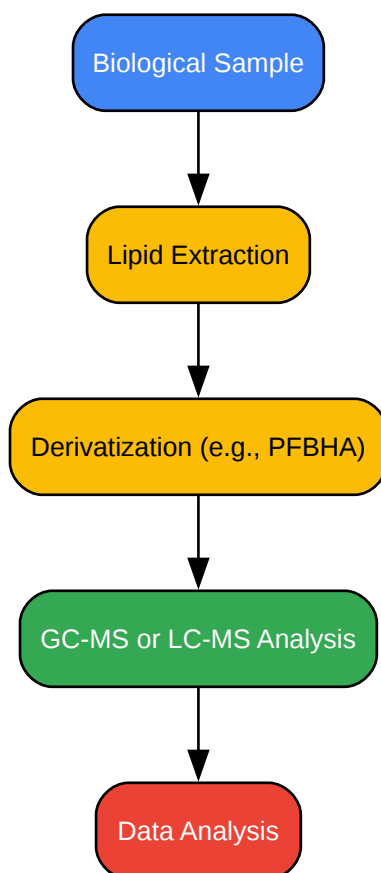 Biological Sample
Lipid Extraction
Derivatization (e.g., PFBHA)
GC-MS or LC-MS Analysis
Data Analysis